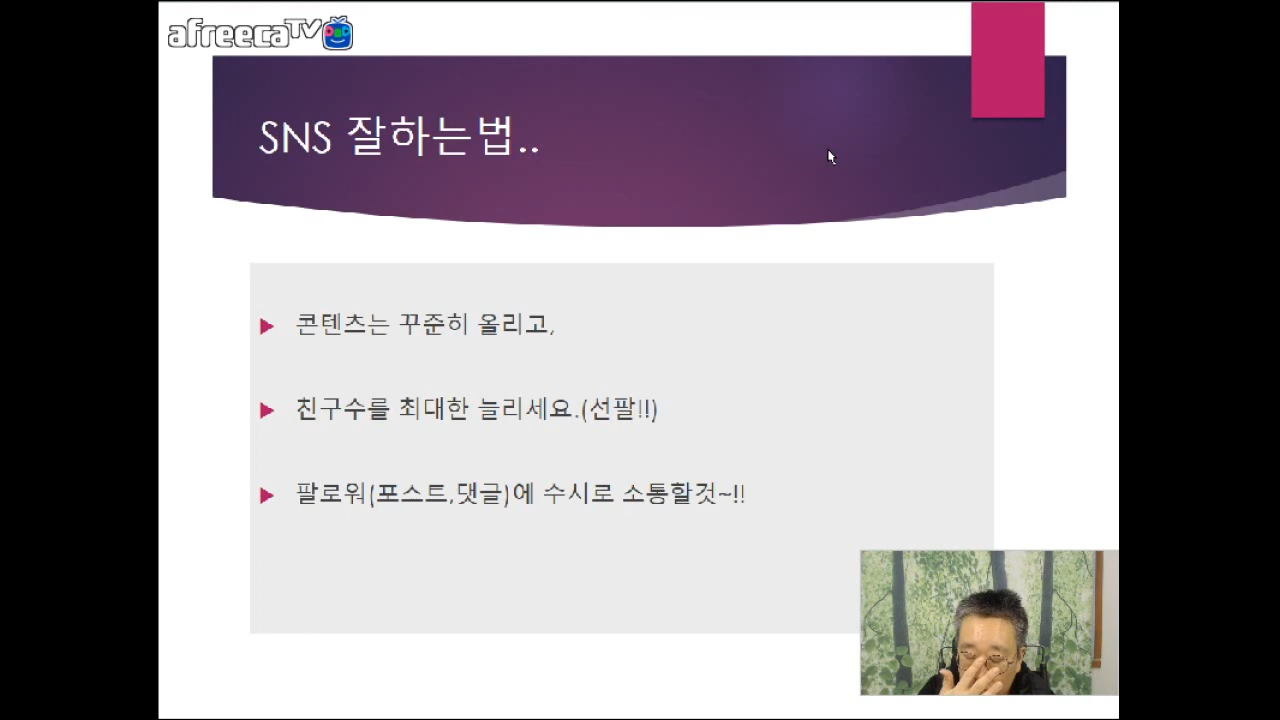 afreecaTV
SNS 잘하는법..
콘텐츠는 꾸준히 올리고,
친구수를 최대한 늘리세요.(선팔!!)
팔로워(포스트,댓글)에 수시로 소통할것~!!